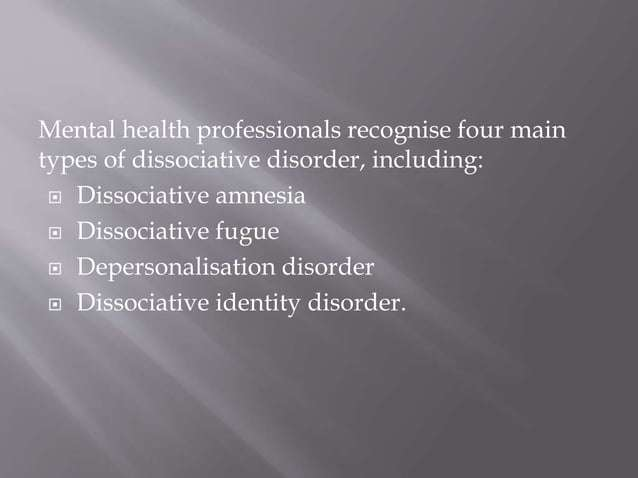 Mental health professionals recognise four main
types of dissociative disorder, including:
Dissociative amnesia
Dissociative fugue
Depersonalisation disorder
Dissociative identity disorder.